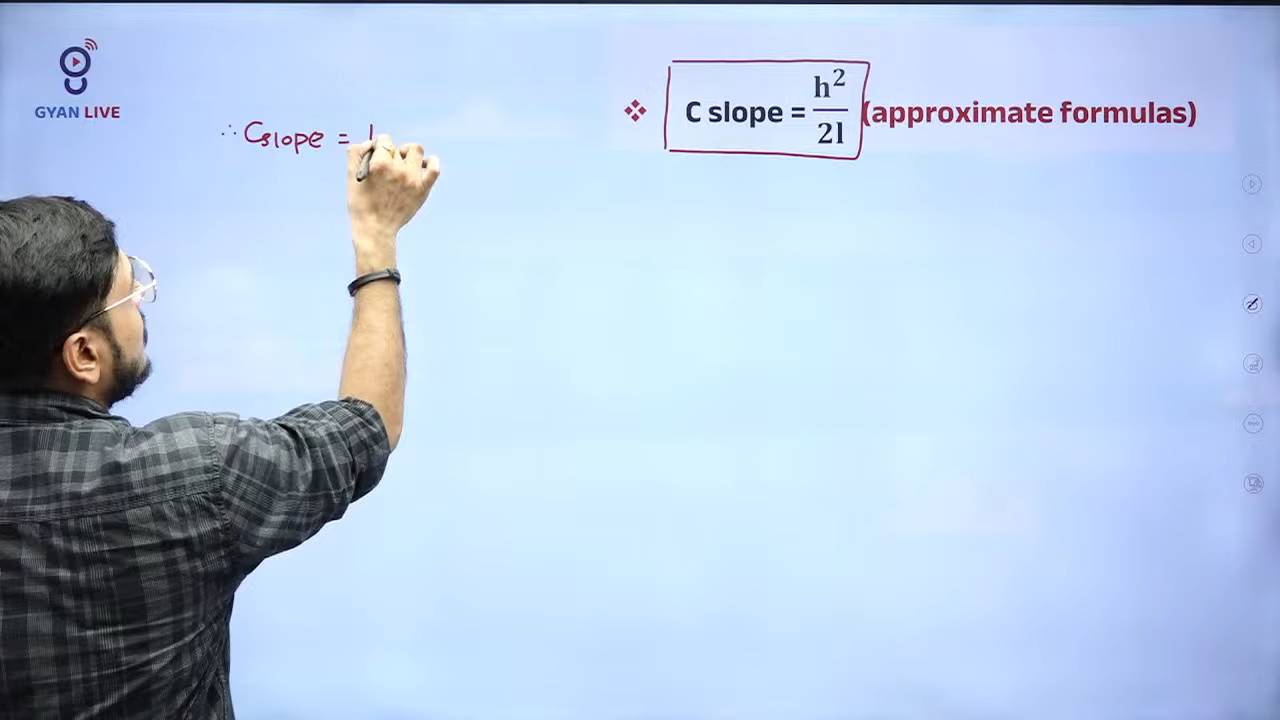 GYAN LIVE
❖ C slope = h²/2l (approximate formulas)
∴ Cslope =